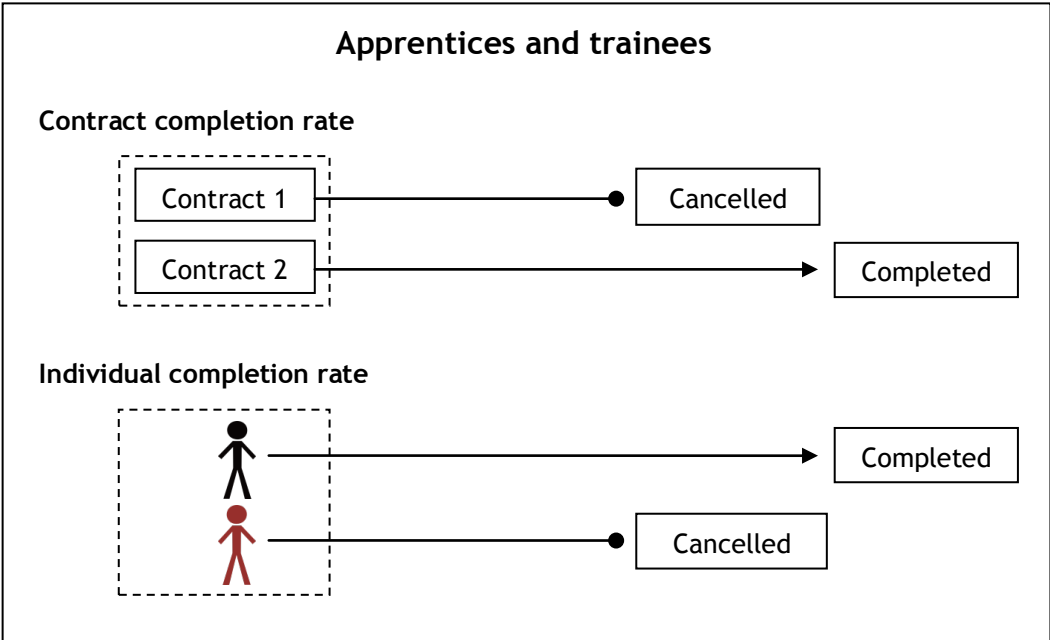 Apprentices and trainees
Contract completion rate
Contract 1
Cancelled
Contract 2
Completed
Individual completion rate
Completed
Cancelled